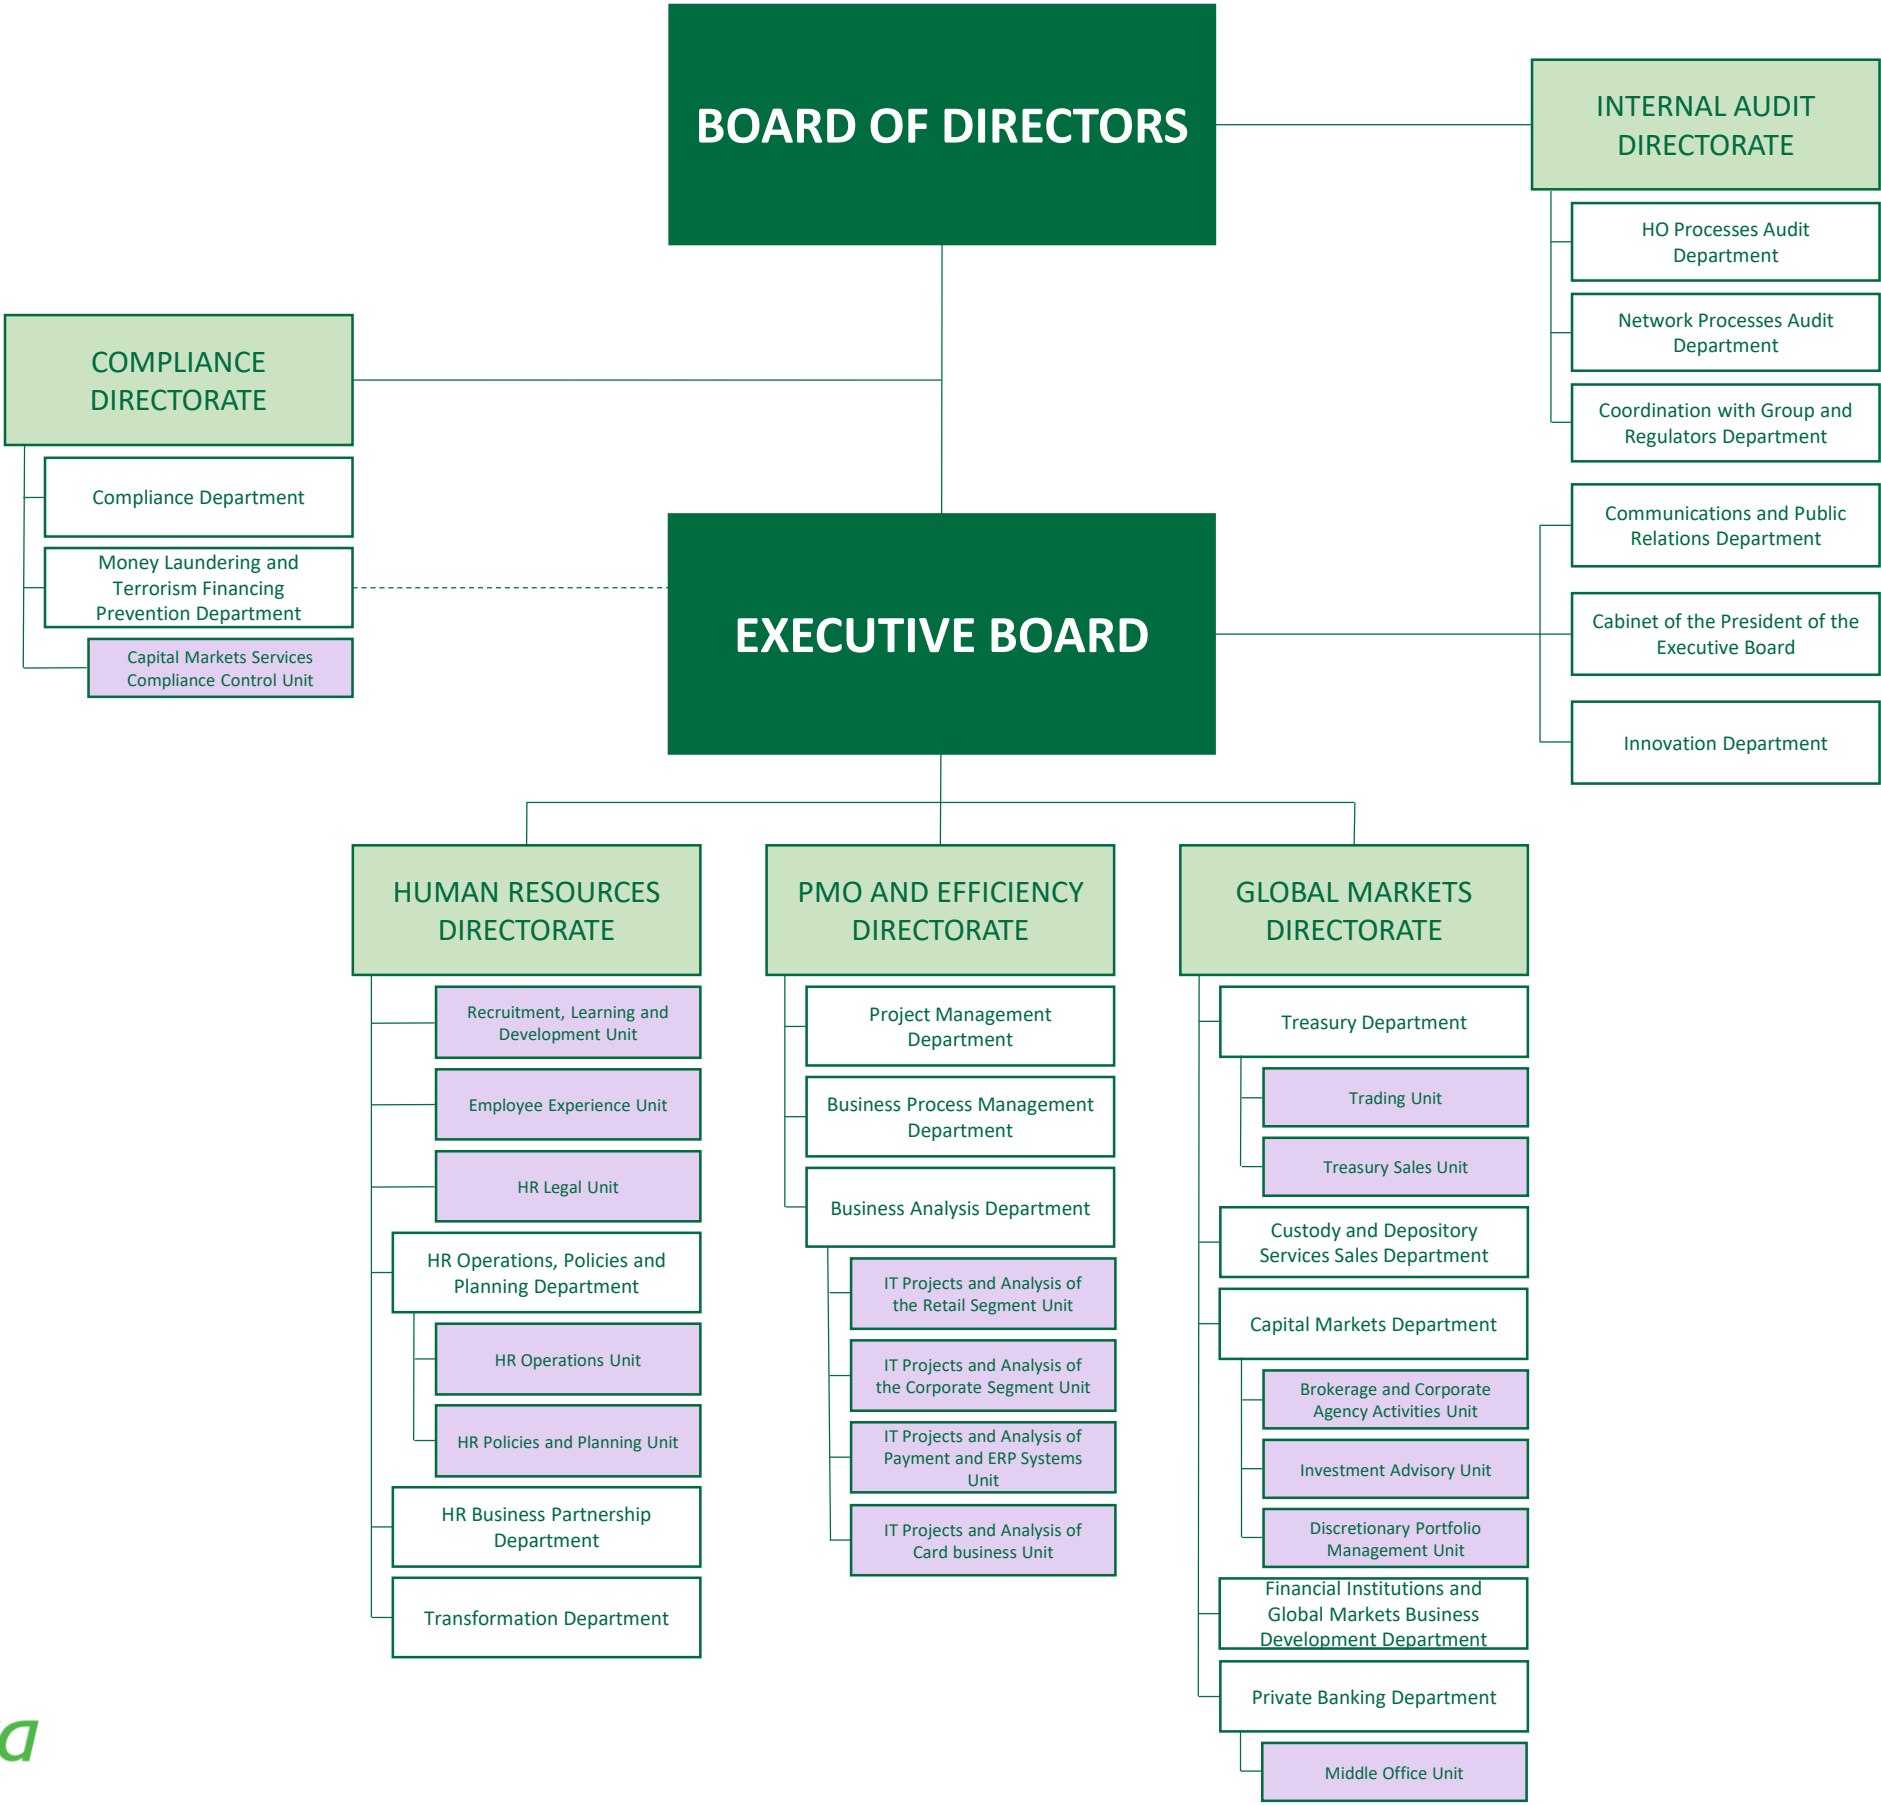 BOARD OF DIRECTORS
INTERNAL AUDIT
DIRECTORATE
HO Processes Audit
Department
Network Processes Audit
Department
Coordination with Group and
Regulators Department
COMPLIANCE
DIRECTORATE
Compliance Department
Money Laundering and
Terrorism Financing
Prevention Department
Capital Markets Services
Compliance Control Unit
EXECUTIVE BOARD
Communications and Public
Relations Department
Cabinet of the President of the
Executive Board
Innovation Department
HUMAN RESOURCES
DIRECTORATE
Recruitment, Learning and
Development Unit
Employee Experience Unit
HR Legal Unit
HR Operations, Policies and
Planning Department
HR Operations Unit
HR Policies and Planning Unit
HR Business Partnership
Department
Transformation Department
PMO AND EFFICIENCY
DIRECTORATE
Project Management
Department
Business Process Management
Department
Business Analysis Department
IT Projects and Analysis of
the Retail Segment Unit
IT Projects and Analysis of
the Corporate Segment Unit
IT Projects and Analysis of
Payment and ERP Systems
Unit
IT Projects and Analysis of
Card business Unit
GLOBAL MARKETS
DIRECTORATE
Treasury Department
Trading Unit
Treasury Sales Unit
Custody and Depository
Services Sales Department
Capital Markets Department
Brokerage and Corporate
Agency Activities Unit
Investment Advisory Unit
Discretionary Portfolio
Management Unit
Financial Institutions and
Global Markets Business
Development Department
Private Banking Department
Middle Office Unit